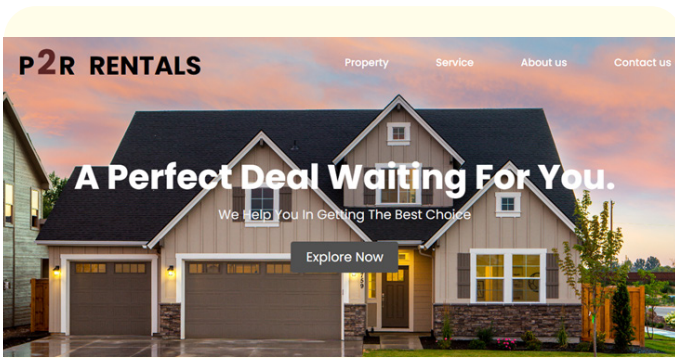 P2R RENTALS
Property Service About us Contact us
A Perfect Deal Waiting For You.
We Help You In Getting The Best Choice
Explore Now